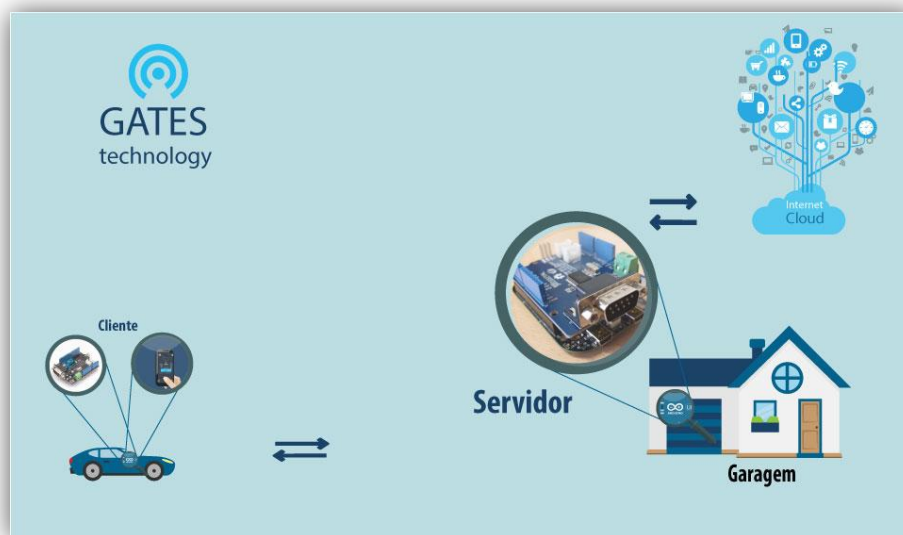 GATES
technology
Internet
Cloud
Cliente
Servidor
Garagem